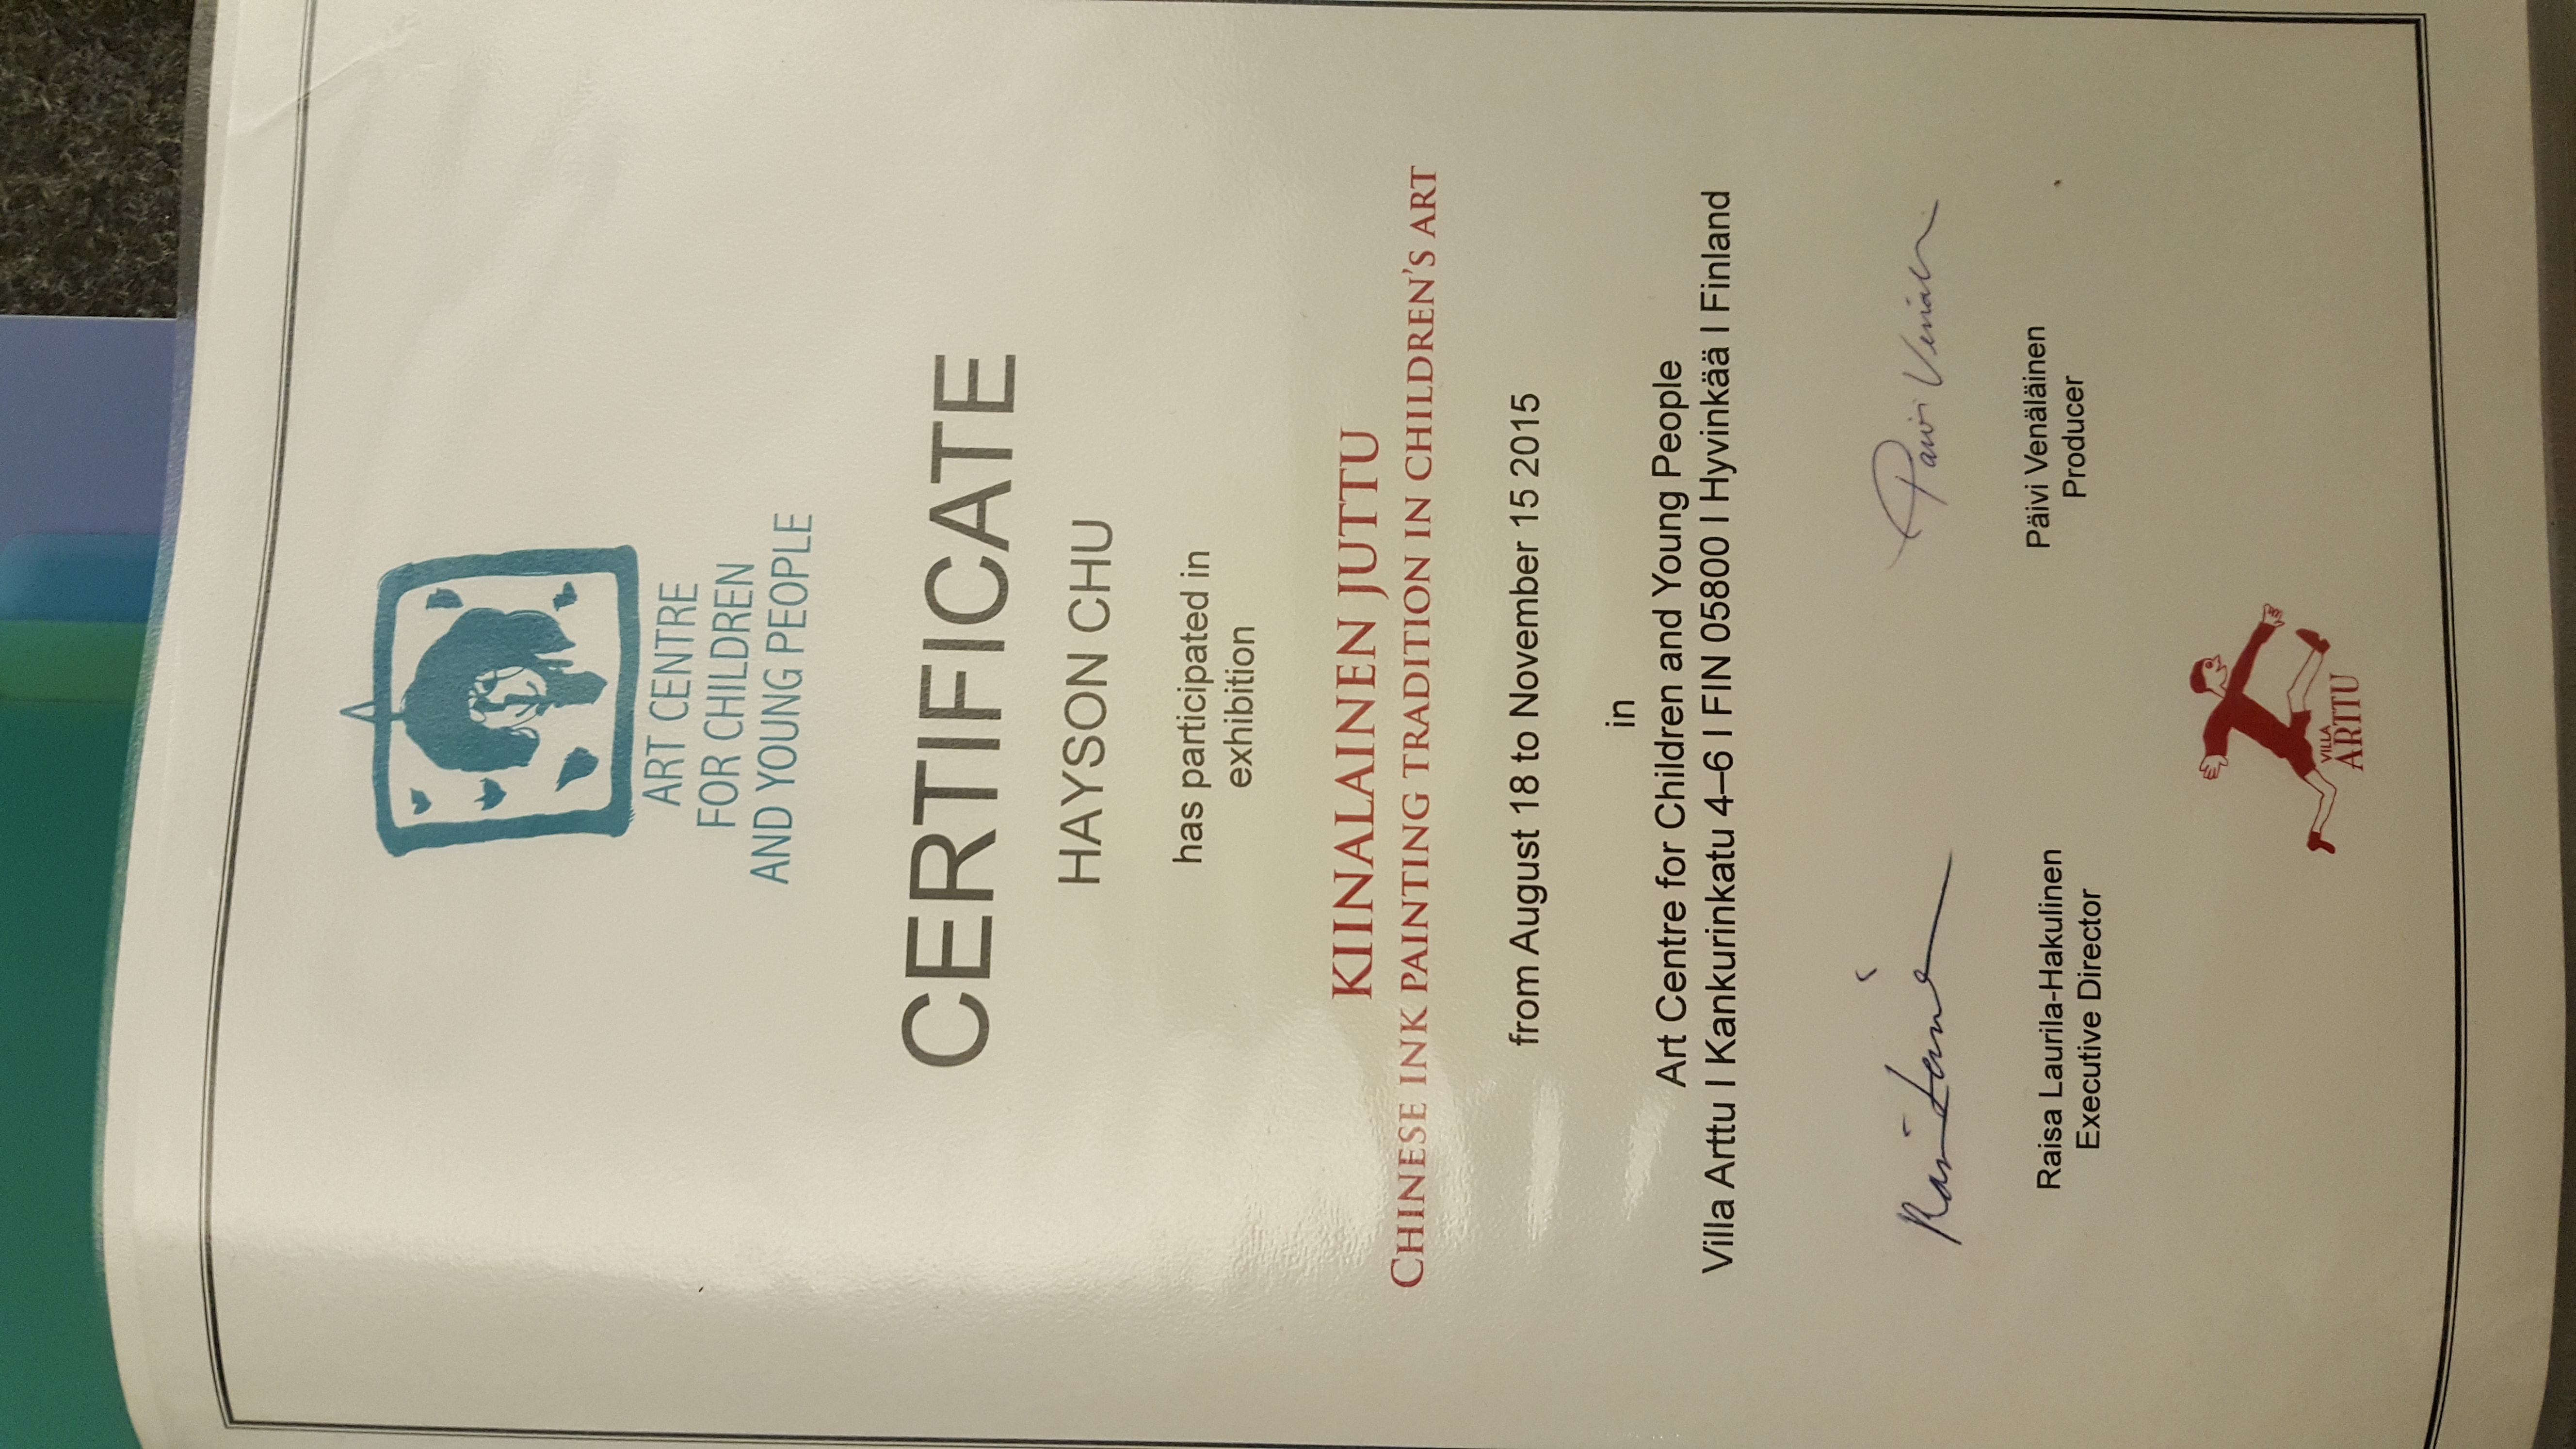 ART CENTRE
FOR CHILDREN
AND YOUNG PEOPLE
CERTIFICATE
HAYSON CHU
has participated in
exhibition
KIINALAINEN JUTTU
CHINESE INK PAINTING TRADITION IN CHILDREN'S ART
from August 18 to November 15 2015
in
Art Centre for Children and Young People
Villa Arttu I Kankurinkatu 4–6 I FIN 05800 I Hyvinkää I Finland
Päivi Venäl
Raisa Laurila-Hakulinen
Executive Director
Päivi Venäläinen
Producer
VILLA
ARTTU